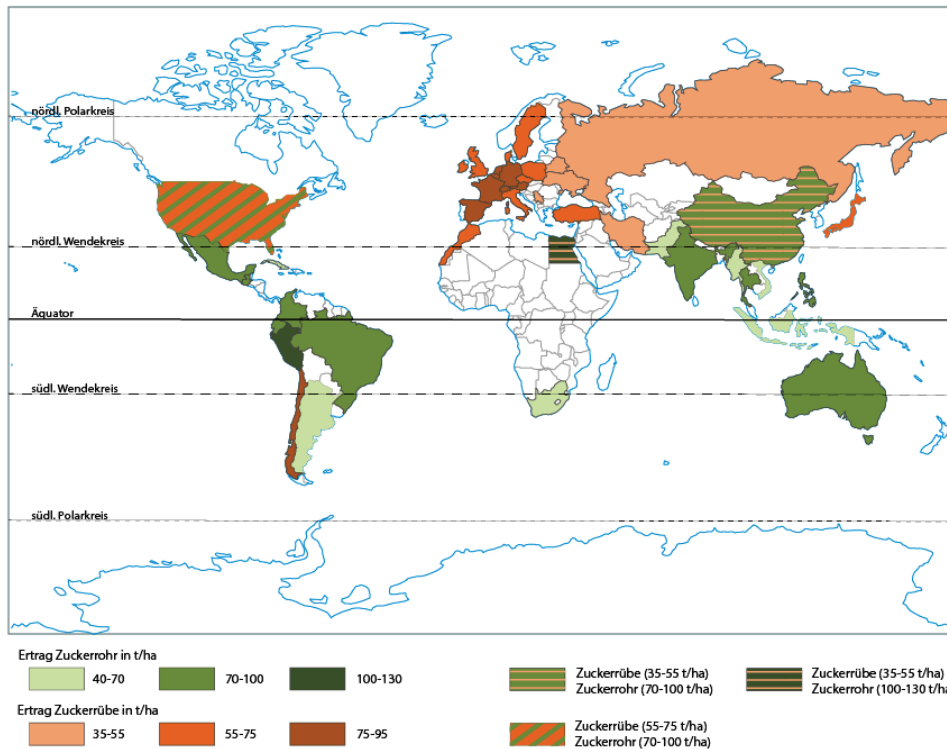 nördl. Polarkreis
nördl. Wendekreis
Äquator
südl. Wendekreis
südl. Polarkreis
Ertrag Zuckerrohr in t/ha
40-70
70-100
100-130
Zuckerrübe (35-55 t/ha)
Zuckerrohr (70-100 t/ha)
Zuckerrübe (35-55 t/ha)
Zuckerrohr (100-130 t/ha)
Ertrag Zuckerrübe in t/ha
35-55
55-75
75-95
Zuckerrübe (55-75 t/ha)
Zuckerrohr (70-100 t/ha)